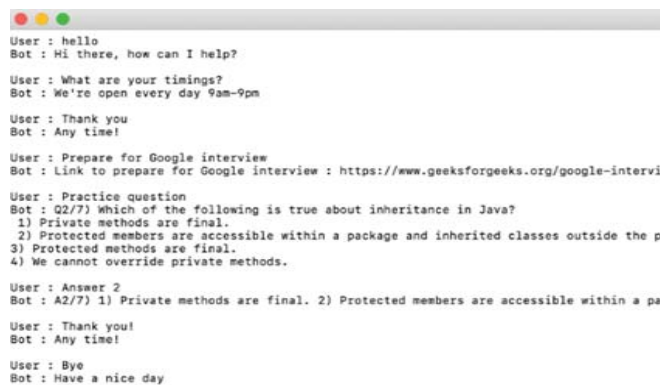 User : hello
Bot : Hi there, how can I help?
User : What are your timings?
Bot : We're open every day 9am-9pm
User : Thank you
Bot : Any time!
User : Prepare for Google interview
Bot : Link to prepare for Google interview : https://www.geeksforgeeks.org/google-intervi
User : Practice question
Bot : Q2/7) Which of the following is true about inheritance in Java?
1) Private methods are final.
2) Protected members are accessible within a package and inherited classes outside the p
3) Protected methods are final.
4) We cannot override private methods.
User : Answer 2
Bot : A2/7) 1) Private methods are final. 2) Protected members are accessible within a pa
User : Thank you!
Bot : Any time!
User : Bye
Bot : Have a nice day